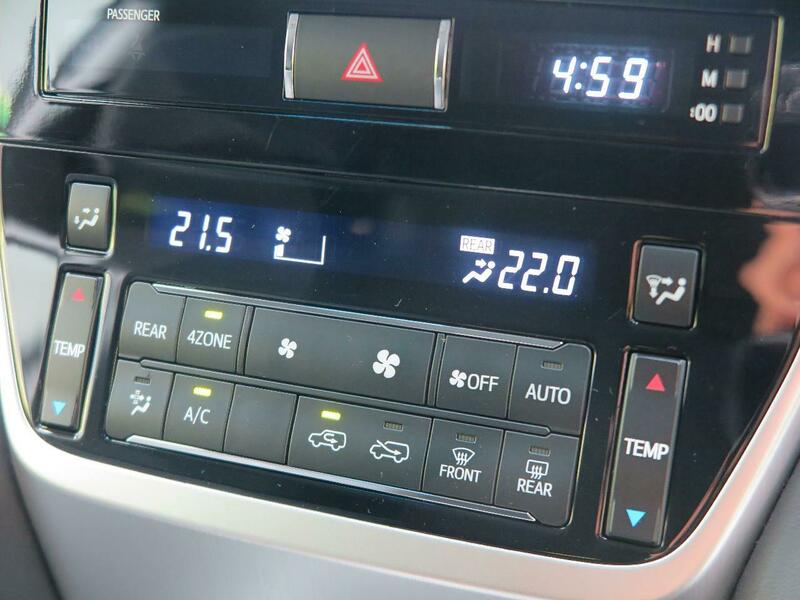 PASSENGER
4:59
H
M
:00
21.5
REAR
22.0
TEMP
REAR
4ZONE
OFF
AUTO
A/C
FRONT
REAR
TEMP